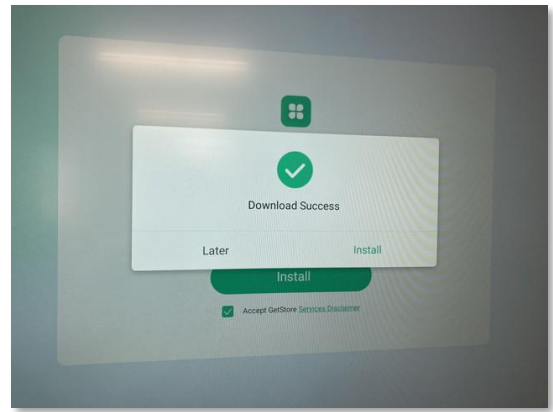 Download Success
Later
Install
Install
Accept GetStore Services Disclaimer